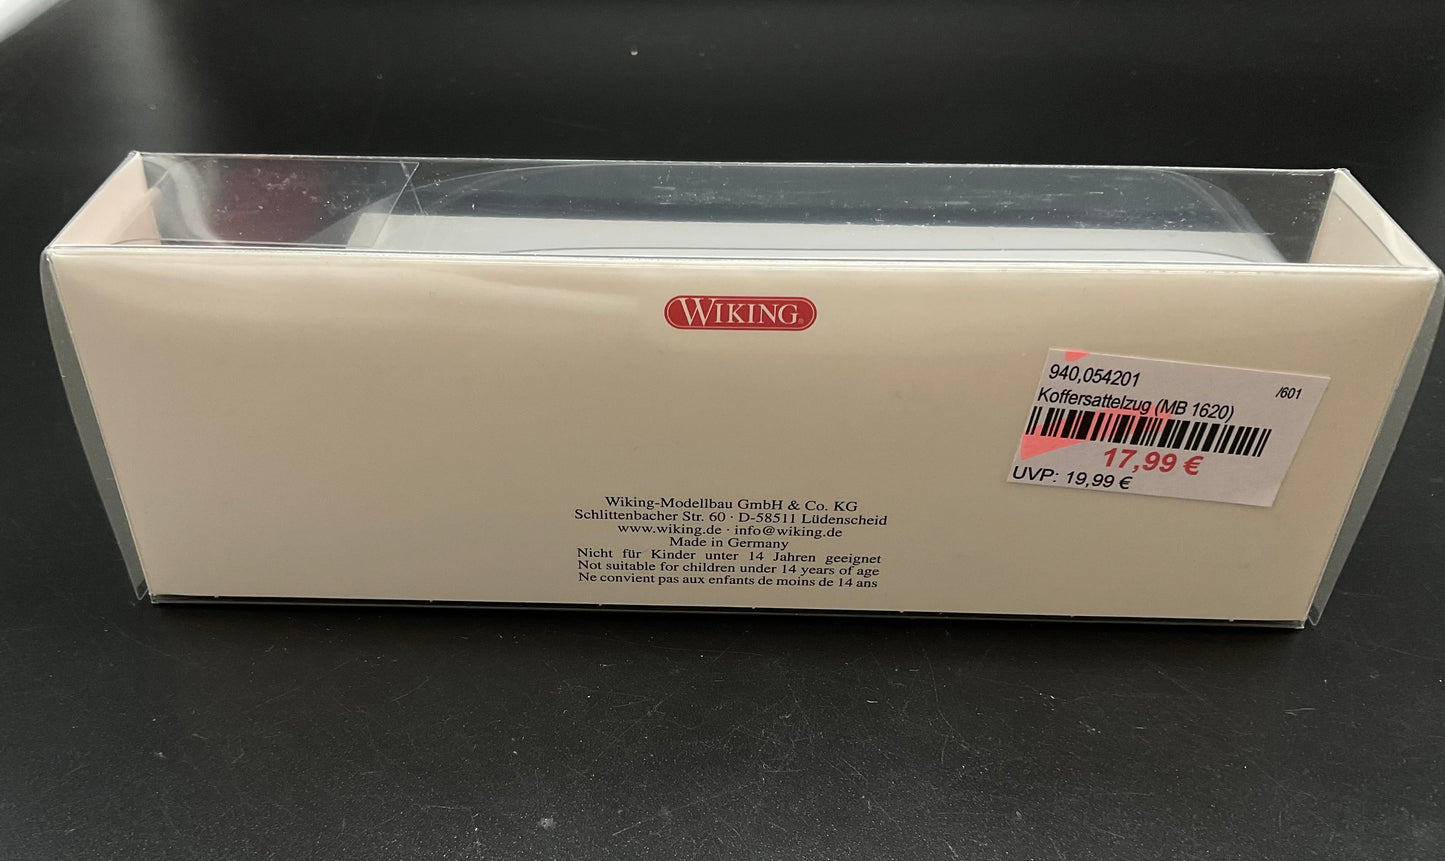 WIKING®
940,054201
/601
Koffersattelzug (MB 1620)
17,99 €
UVP: 19,99 €
Wiking-Modellbau GmbH & Co. KG
Schlittenbacher Str. 60 · D-58511 Lüdenscheid
www.wiking.de · info@wiking.de
Made in Germany
Nicht für Kinder unter 14 Jahren geeignet
Not suitable for children under 14 years of age
Ne convient pas aux enfants de moins de 14 ans